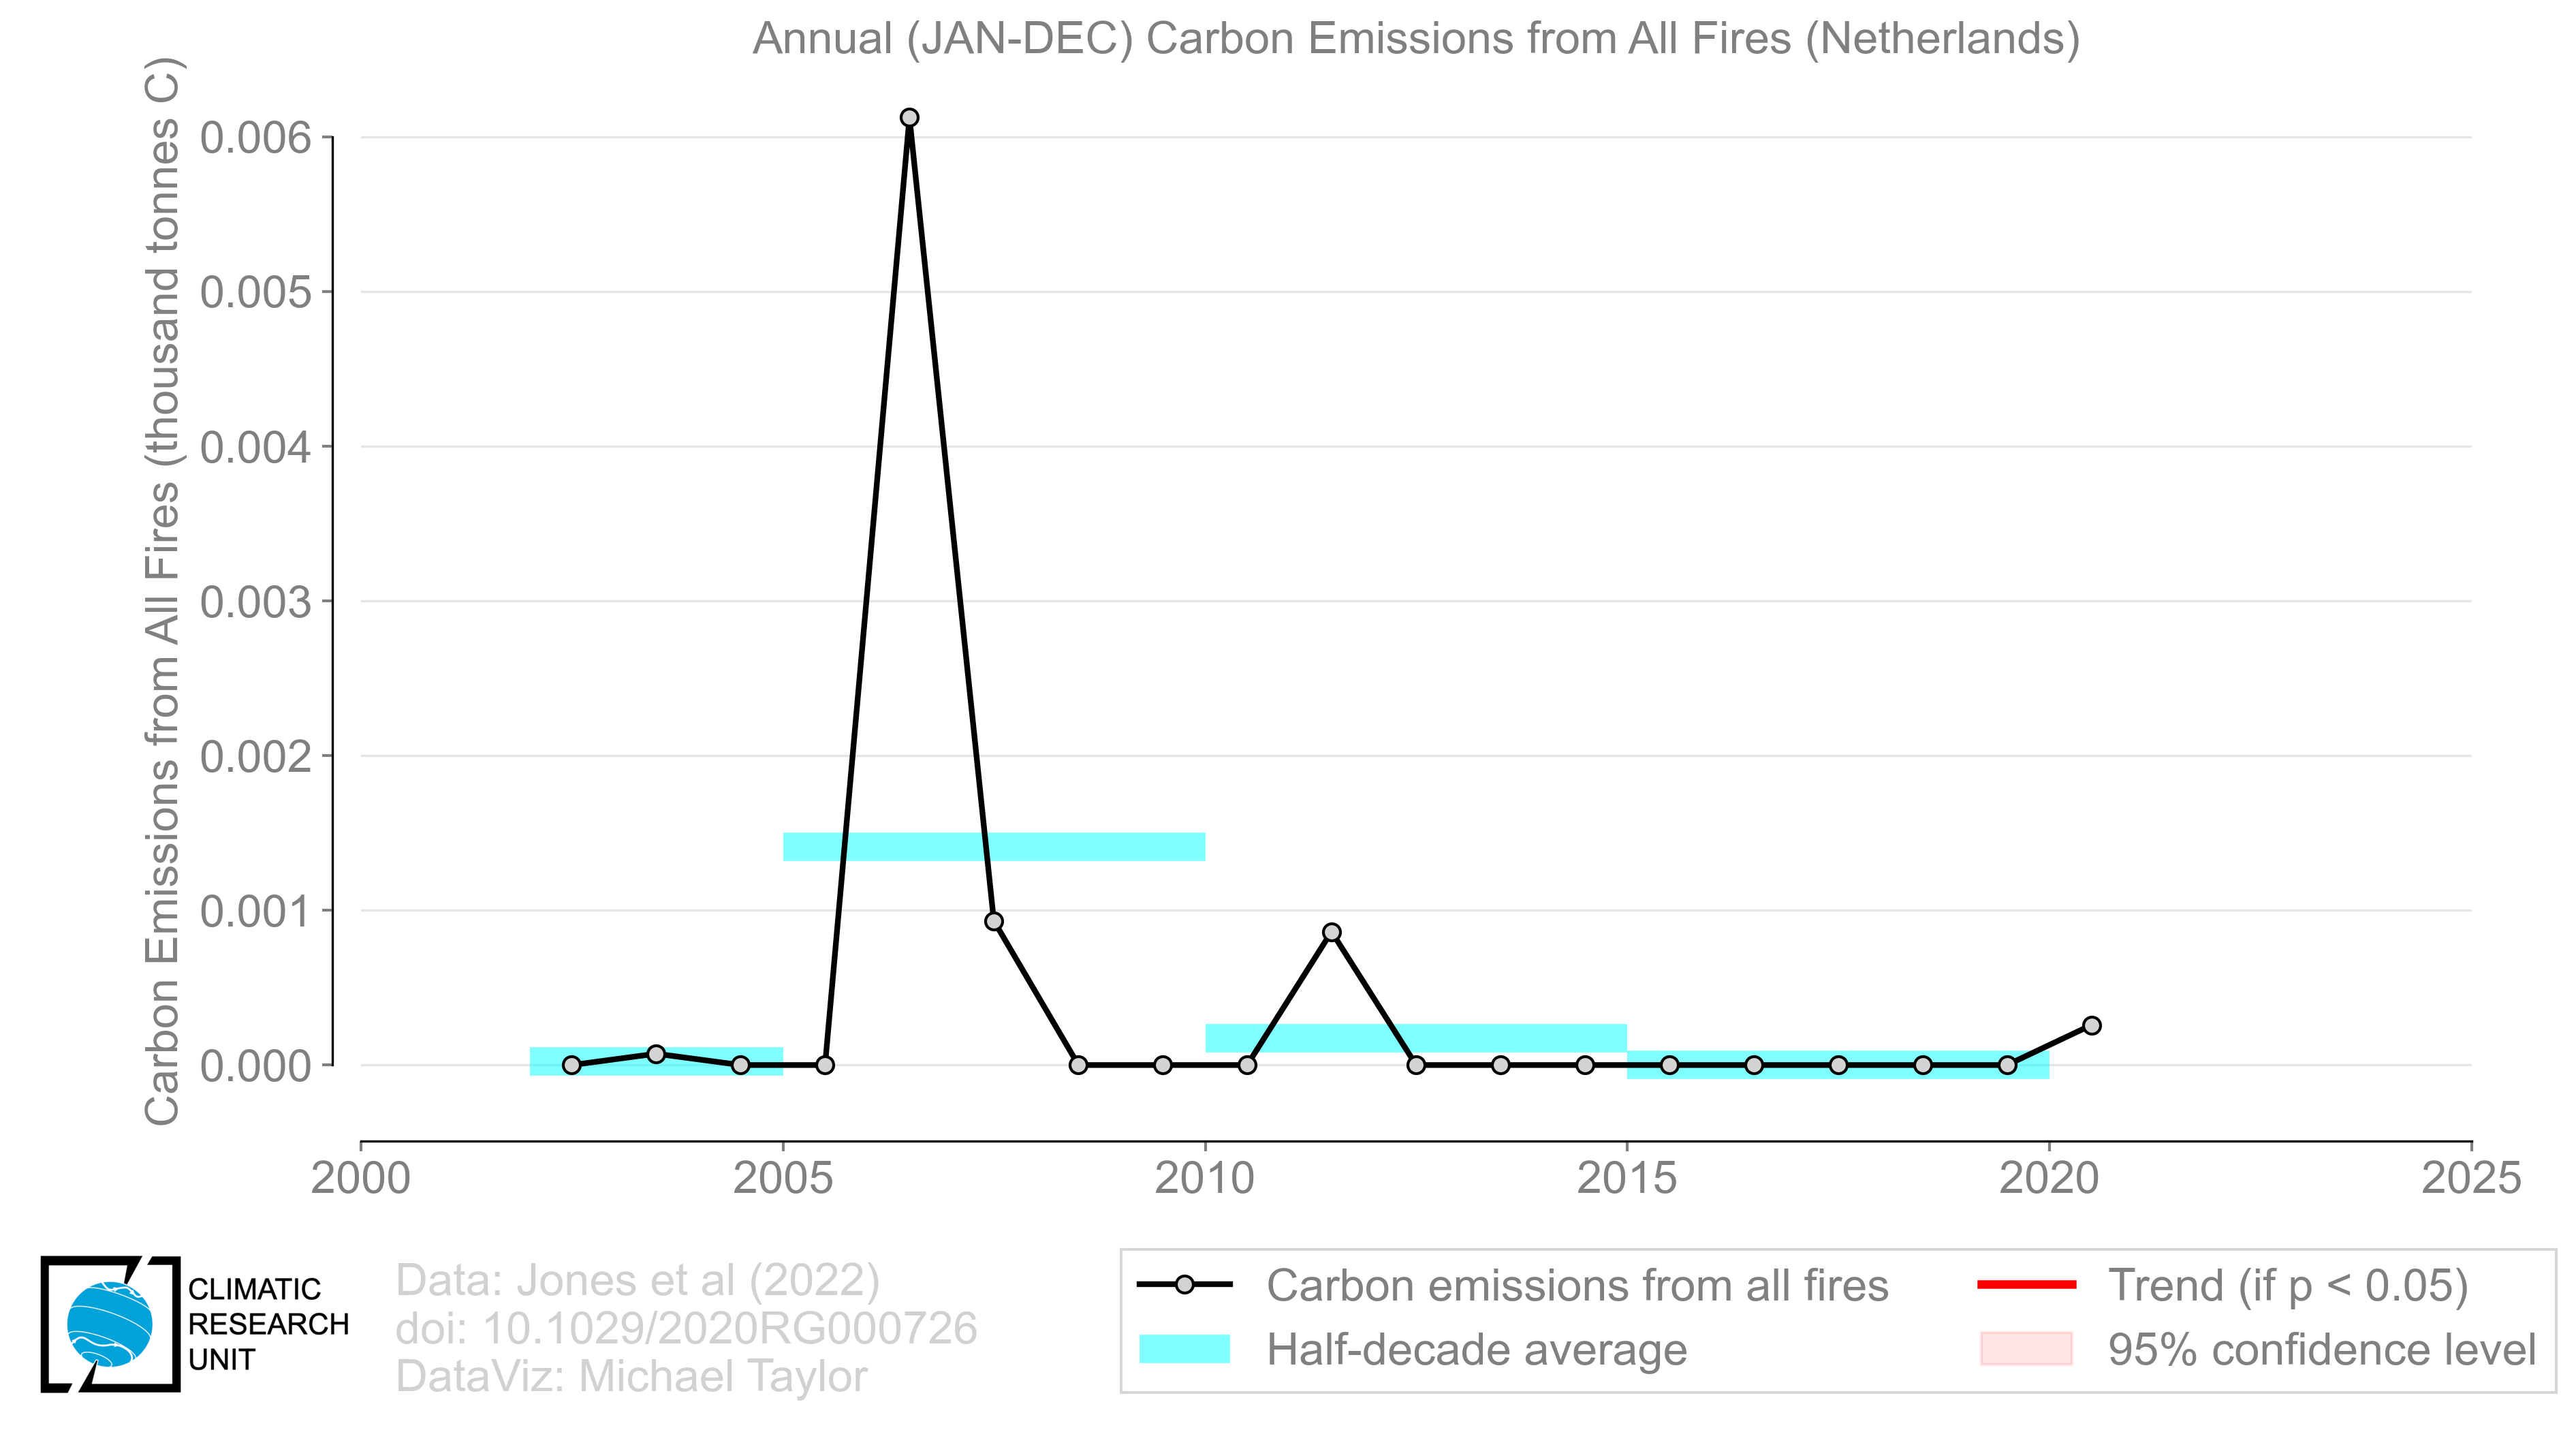 Annual (JAN-DEC) Carbon Emissions from All Fires (Netherlands)
Carbon Emissions from All Fires (thousand tonnes C)
0.006
0.005
0.004
0.003
0.002
0.001
0.000
2000
2005
2010
2015
2020
2025
CLIMATIC
RESEARCH
UNIT
Data: Jones et al (2022)
doi: 10.1029/2020RG000726
DataViz: Michael Taylor
Carbon emissions from all fires
Half-decade average
Trend (if p < 0.05)
95% confidence level